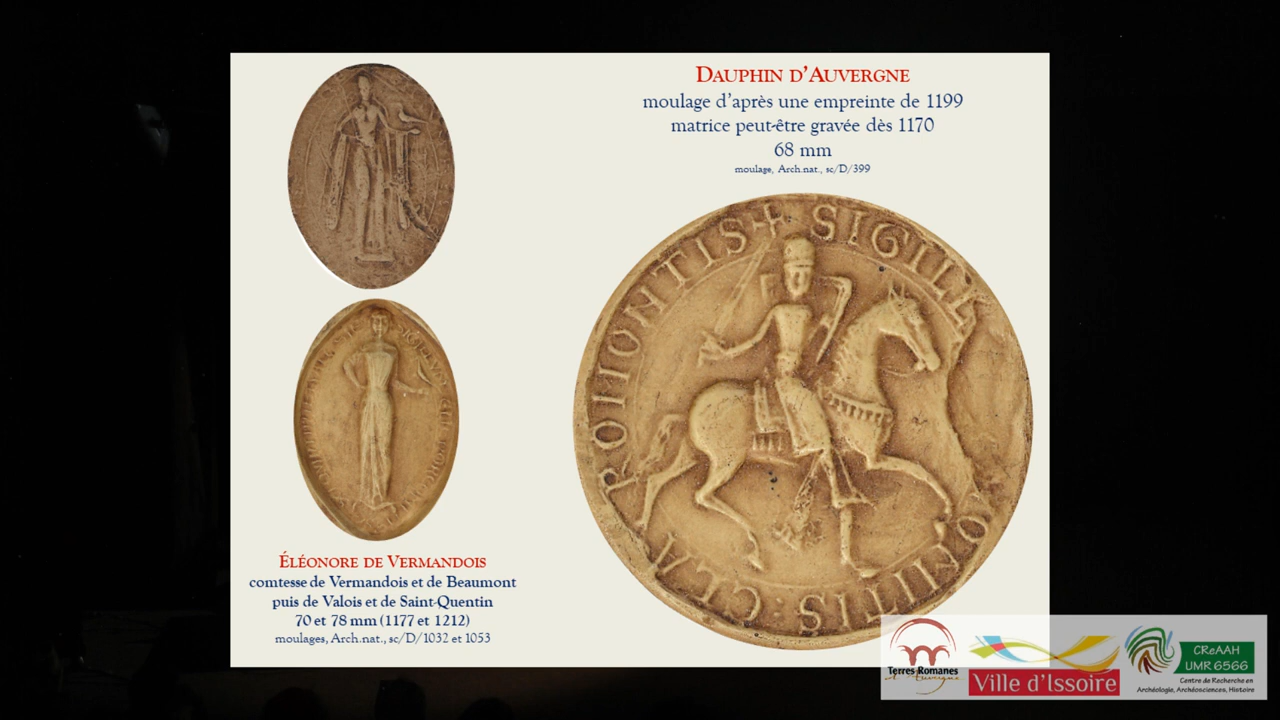 DAUPHIN D'AUVERGNE
moulage d'après une empreinte de 1199
matrice peut-être gravée dès 1170
68 mm
moulage, Arch.nat., sc/D/399
+ SIGILL
OMITIS : CLA
ROMONTIS
ÉLÉONORE DE VERMANDOIS
comtesse de Vermandois et de Beaumont
puis de Valois et de Saint-Quentin
70 et 78 mm (1177 et 1212)
moulages, Arch.nat., sc/D/1032 et 1053
Terres Romanes
d'Auvergne
Ville d'Issoire
CReAAH
UMR 6566
Centre de Recherche en
Archéologie, Archéosciences, Histoire